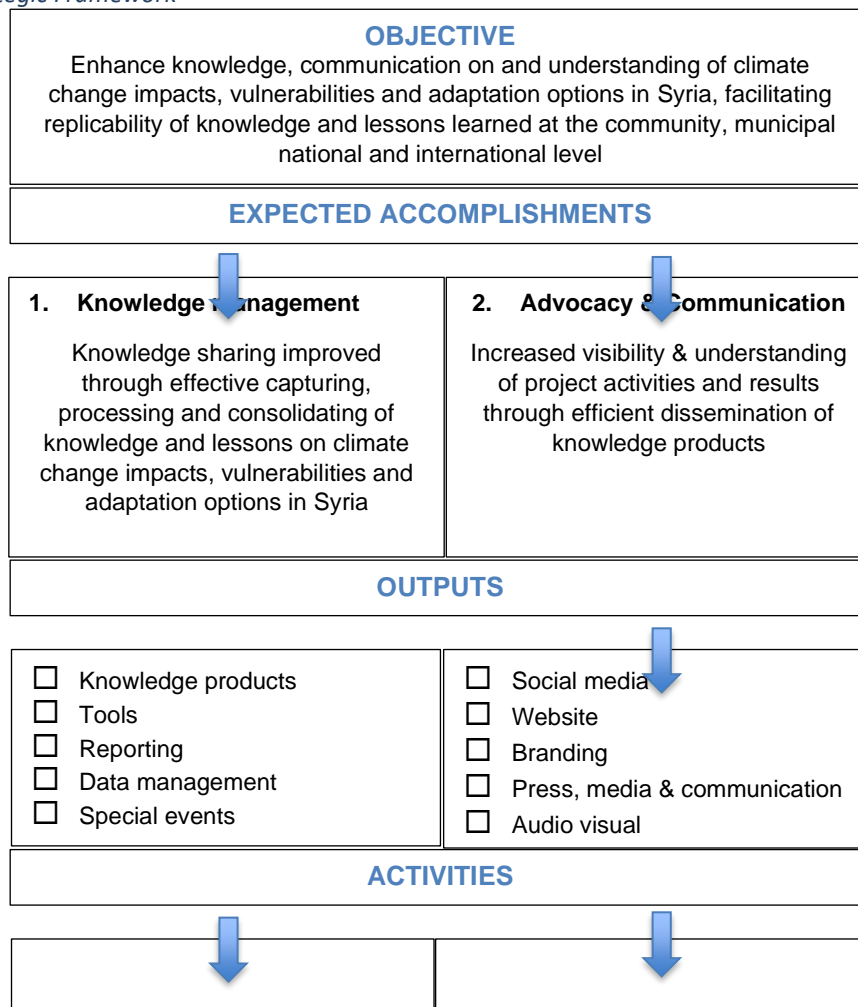 OBJECTIVE
Enhance knowledge, communication on and understanding of climate
change impacts, vulnerabilities and adaptation options in Syria, facilitating
replicability of knowledge and lessons learned at the community, municipal
national and international level
EXPECTED ACCOMPLISHMENTS
1. Knowledge
Knowledge sharing improved
through effective capturing,
processing and consolidating of
knowledge and lessons on climate
change impacts, vulnerabilities and
adaptation options in Syria
2. Advocacy & Communication
Increased visibility & understanding
of project activities and results
through efficient dissemination of
knowledge products
OUTPUTS
☐ Knowledge products
☐ Tools
☐ Reporting
☐ Data management
☐ Special events
☐ Social media
☐ Website
☐ Branding
☐ Press, media & communication
☐ Audio visual
ACTIVITIES